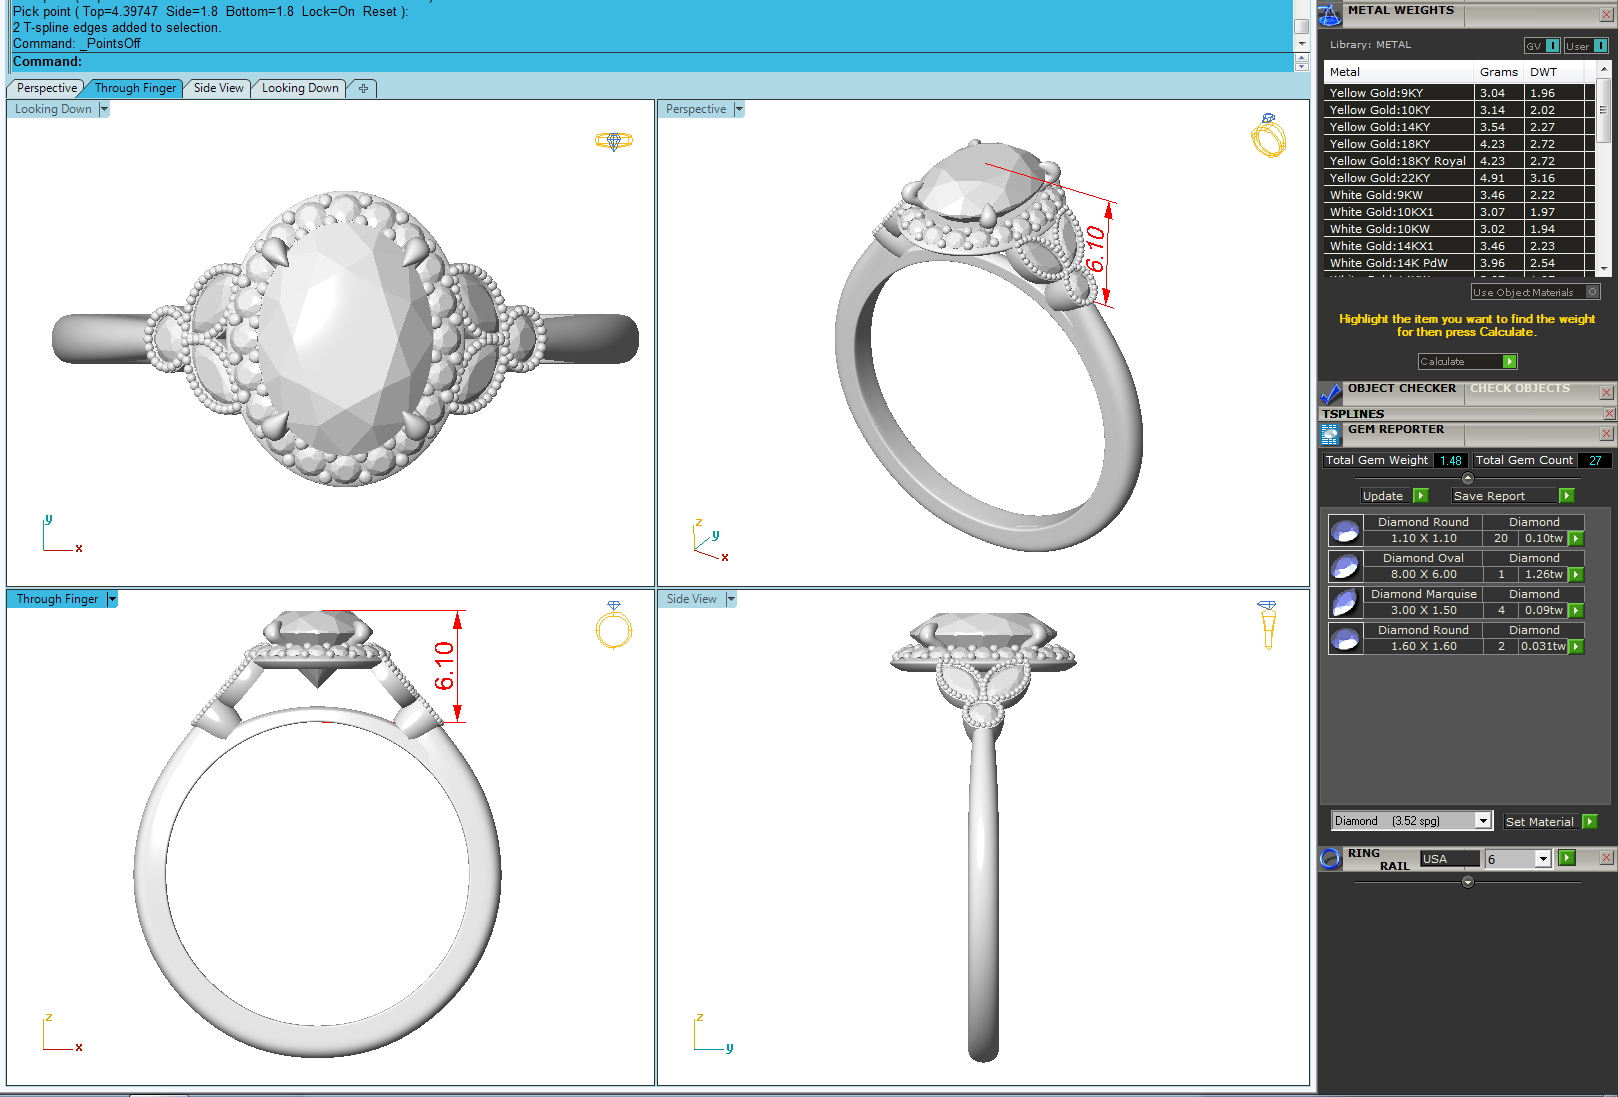 Pick point ( Top=4.39747  Side=1.8  Bottom=1.8  Lock=On  Reset ):
2 T-spline edges added to selection.
Command: _PointsOff
Command:
Perspective
Through Finger
Side View
Looking Down
Looking Down
y
x
Perspective
6.10
z
y
x
Through Finger
6.10
z
x
Side View
z
y
METAL WEIGHTS
Library: METAL
GV
User
Metal Grams DWT
Yellow Gold:9KY 3.04 1.96
Yellow Gold:10KY 3.14 2.02
Yellow Gold:14KY 3.54 2.27
Yellow Gold:18KY 4.23 2.72
Yellow Gold:18KY Royal 4.23 2.72
Yellow Gold:22KY 4.91 3.16
White Gold:9KW 3.46 2.22
White Gold:10KX1 3.07 1.97
White Gold:10KW 3.02 1.94
White Gold:14KX1 3.46 2.23
White Gold:14K PdW 3.96 2.54
Use Object Materials
Highlight the item you want to find the weight
for then press Calculate.
Calculate
OBJECT CHECKER CHECK OBJECTS
TSPLINES
GEM REPORTER
Total Gem Weight 1.48 Total Gem Count 27
Update Save Report
Diamond Round Diamond
1.10 X 1.10 20 0.10tw
Diamond Oval Diamond
8.00 X 6.00 1 1.26tw
Diamond Marquise Diamond
3.00 X 1.50 4 0.09tw
Diamond Round Diamond
1.60 X 1.60 2 0.031tw
Diamond (3.52 spg) Set Material
RING
RAIL
USA 6